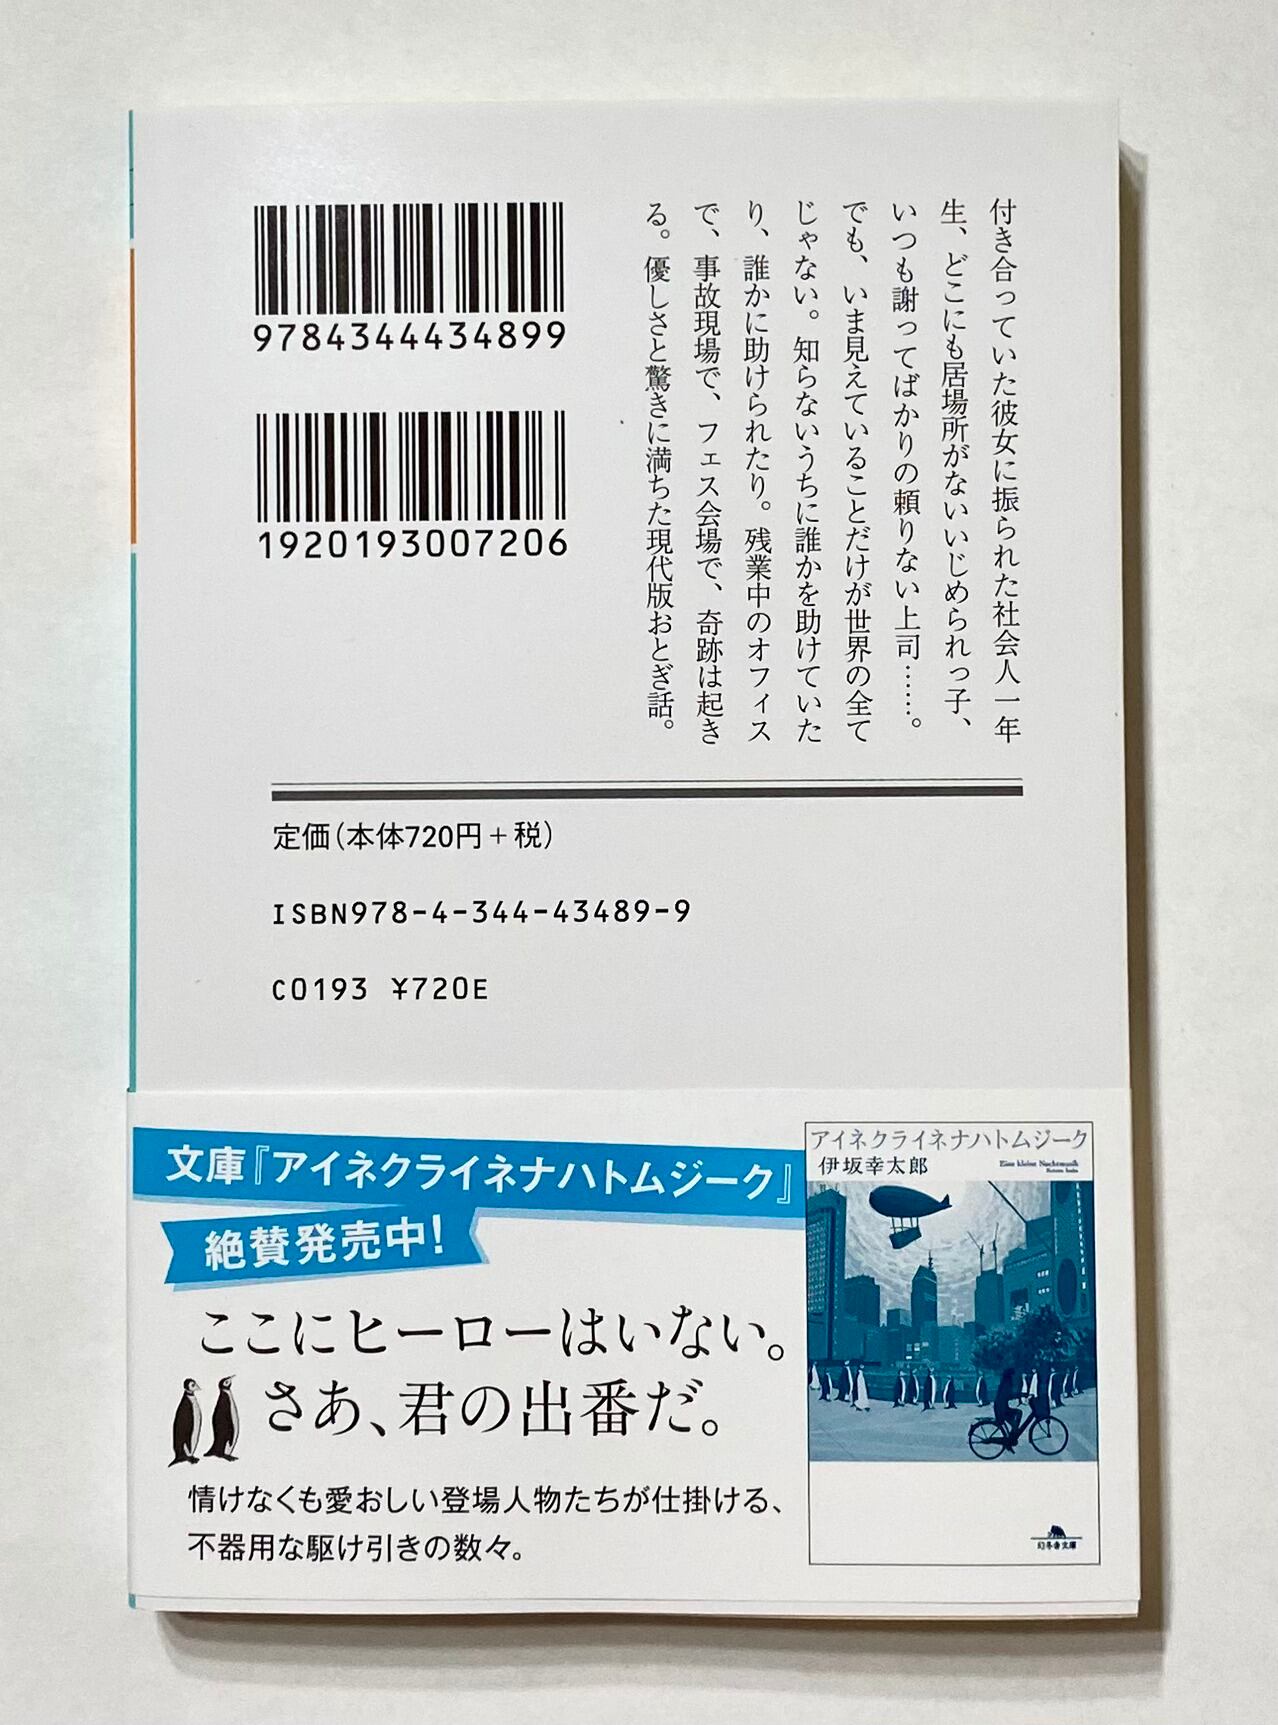 付き合っていた彼女に振られた社会人一年
生、どこにも居場所がないいじめられっ子、
いつも謝ってばかりの頼りない上司……。
でも、いま見えていることだけが世界の全て
じゃない。知らないうちに誰かを助けていた
り、誰かに助けられたり。残業中のオフィス
で、事故現場で、フェス会場で、奇跡は起き
る。優しさと驚きに満ちた現代版おとぎ話。
9784344434899
1920193007206
定価(本体720円+税)
ISBN978-4-344-43489-9
C0193 ¥720E
文庫『アイネクライネナハトムジーク』
絶賛発売中!
ここにヒーローはいない。
さあ、君の出番だ。
情けなくも愛おしい登場人物たちが仕掛ける、
不器用な駆け引きの数々。
アイネクライネナハトムジーク
伊坂幸太郎
Eine kleine Nachtmusik
幻冬舎文庫